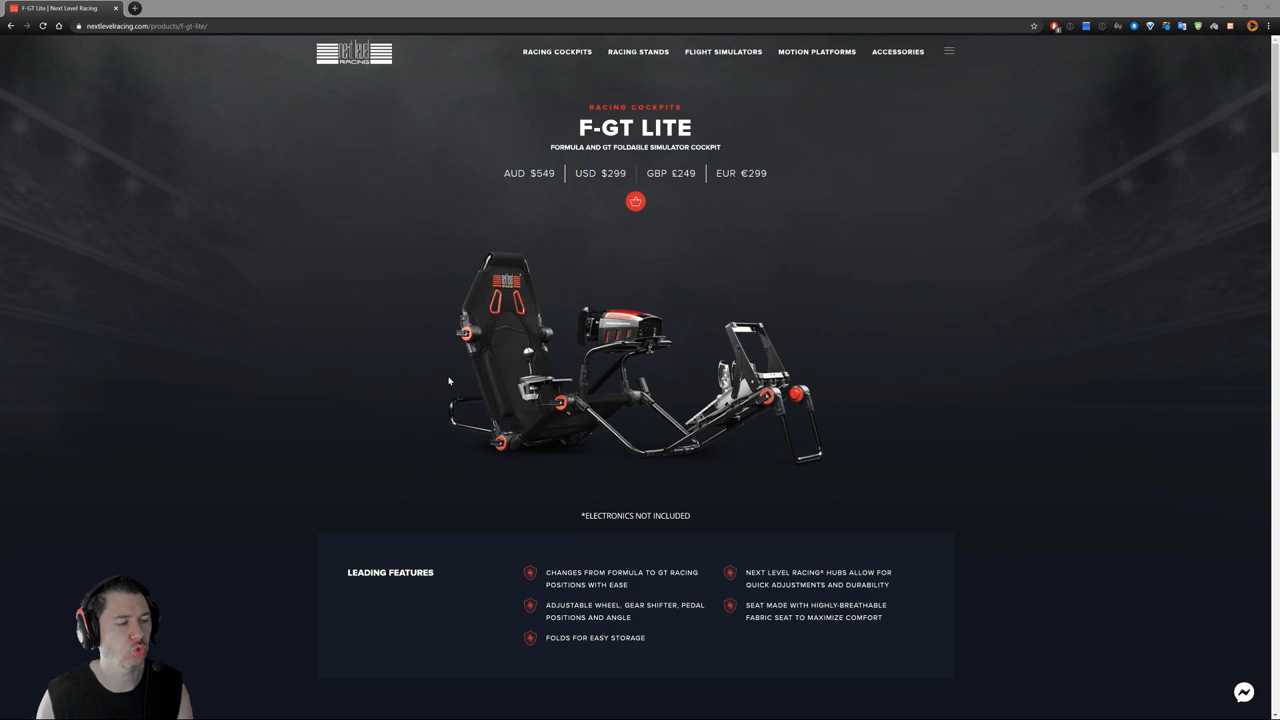 F-GT Lite | Next Level Racing
nextlevelracing.com/products/f-gt-lite/
next level
RACING
RACING COCKPITS
RACING STANDS
FLIGHT SIMULATORS
MOTION PLATFORMS
ACCESSORIES
RACING COCKPITS
F-GT LITE
FORMULA AND GT FOLDABLE SIMULATOR COCKPIT
AUD $549
USD $299
GBP £249
EUR €299
*ELECTRONICS NOT INCLUDED
LEADING FEATURES
CHANGES FROM FORMULA TO GT RACING
POSITIONS WITH EASE
ADJUSTABLE WHEEL, GEAR SHIFTER, PEDAL
POSITIONS AND ANGLE
FOLDS FOR EASY STORAGE
NEXT LEVEL RACING® HUBS ALLOW FOR
QUICK ADJUSTMENTS AND DURABILITY
SEAT MADE WITH HIGHLY-BREATHABLE
FABRIC SEAT TO MAXIMIZE COMFORT